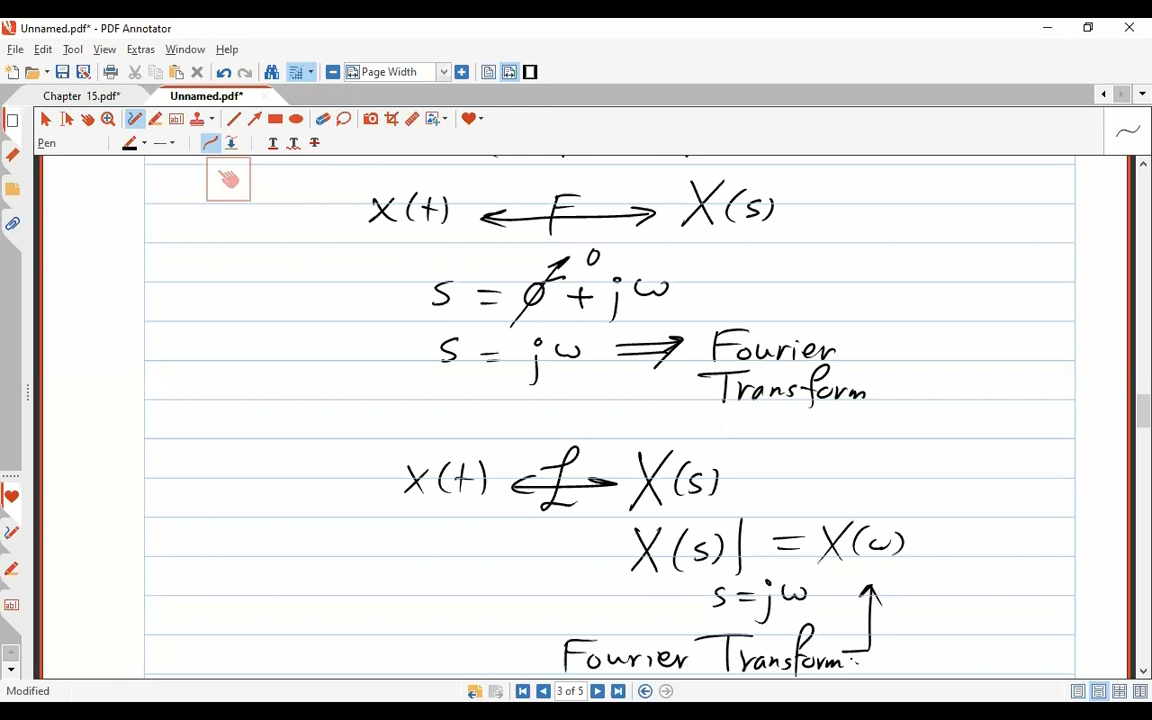 Unnamed.pdf* - PDF Annotator
File Edit Tool View Extras Window Help
Page Width
Chapter 15.pdf* Unnamed.pdf*
Pen
x(t) ⟷ F X(s)
0
s = σ + jω
s = jω ⟹ Fourier
Transform
x(t) ⟷ ℒ X(s)
X(s)| = X(ω)
s=jω
Fourier Transform
Modified 3 of 5